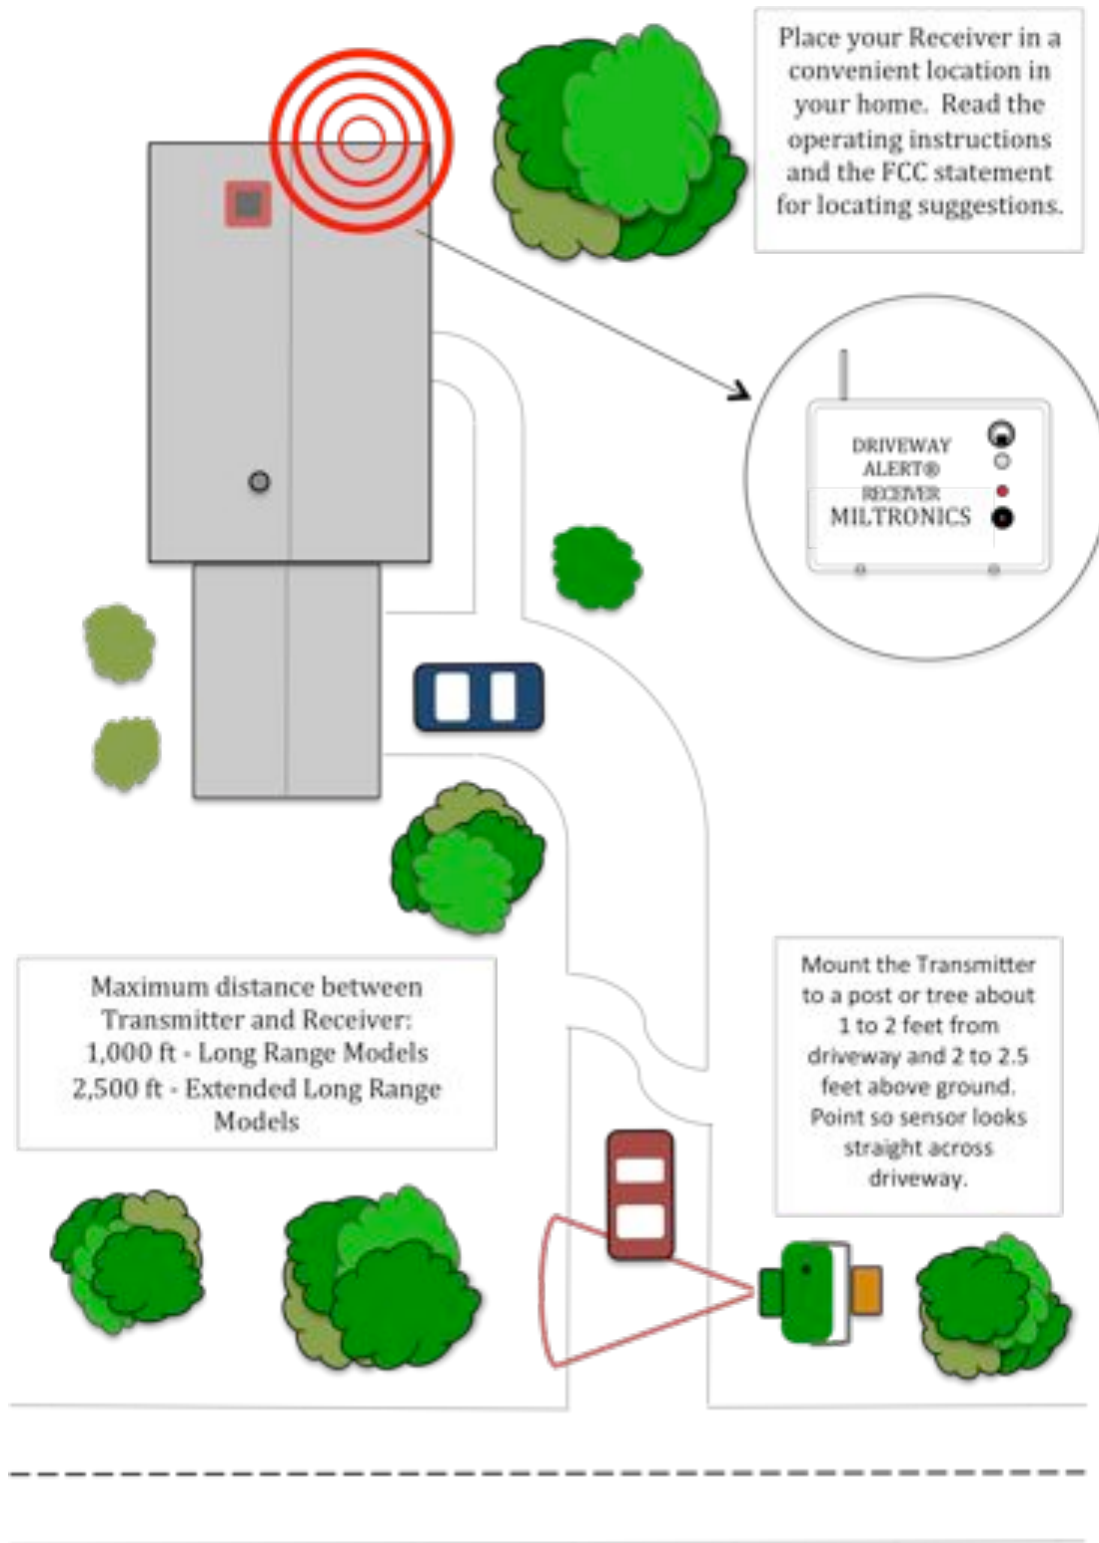 Place your Receiver in a
convenient location in
your home. Read the
operating instructions
and the FCC statement
for locating suggestions.
DRIVEWAY
ALERT®
RECEIVER
MILTRONICS
Maximum distance between
Transmitter and Receiver:
1,000 ft - Long Range Models
2,500 ft - Extended Long Range
Models
Mount the Transmitter
to a post or tree about
1 to 2 feet from
driveway and 2 to 2.5
feet above ground.
Point so sensor looks
straight across
driveway.